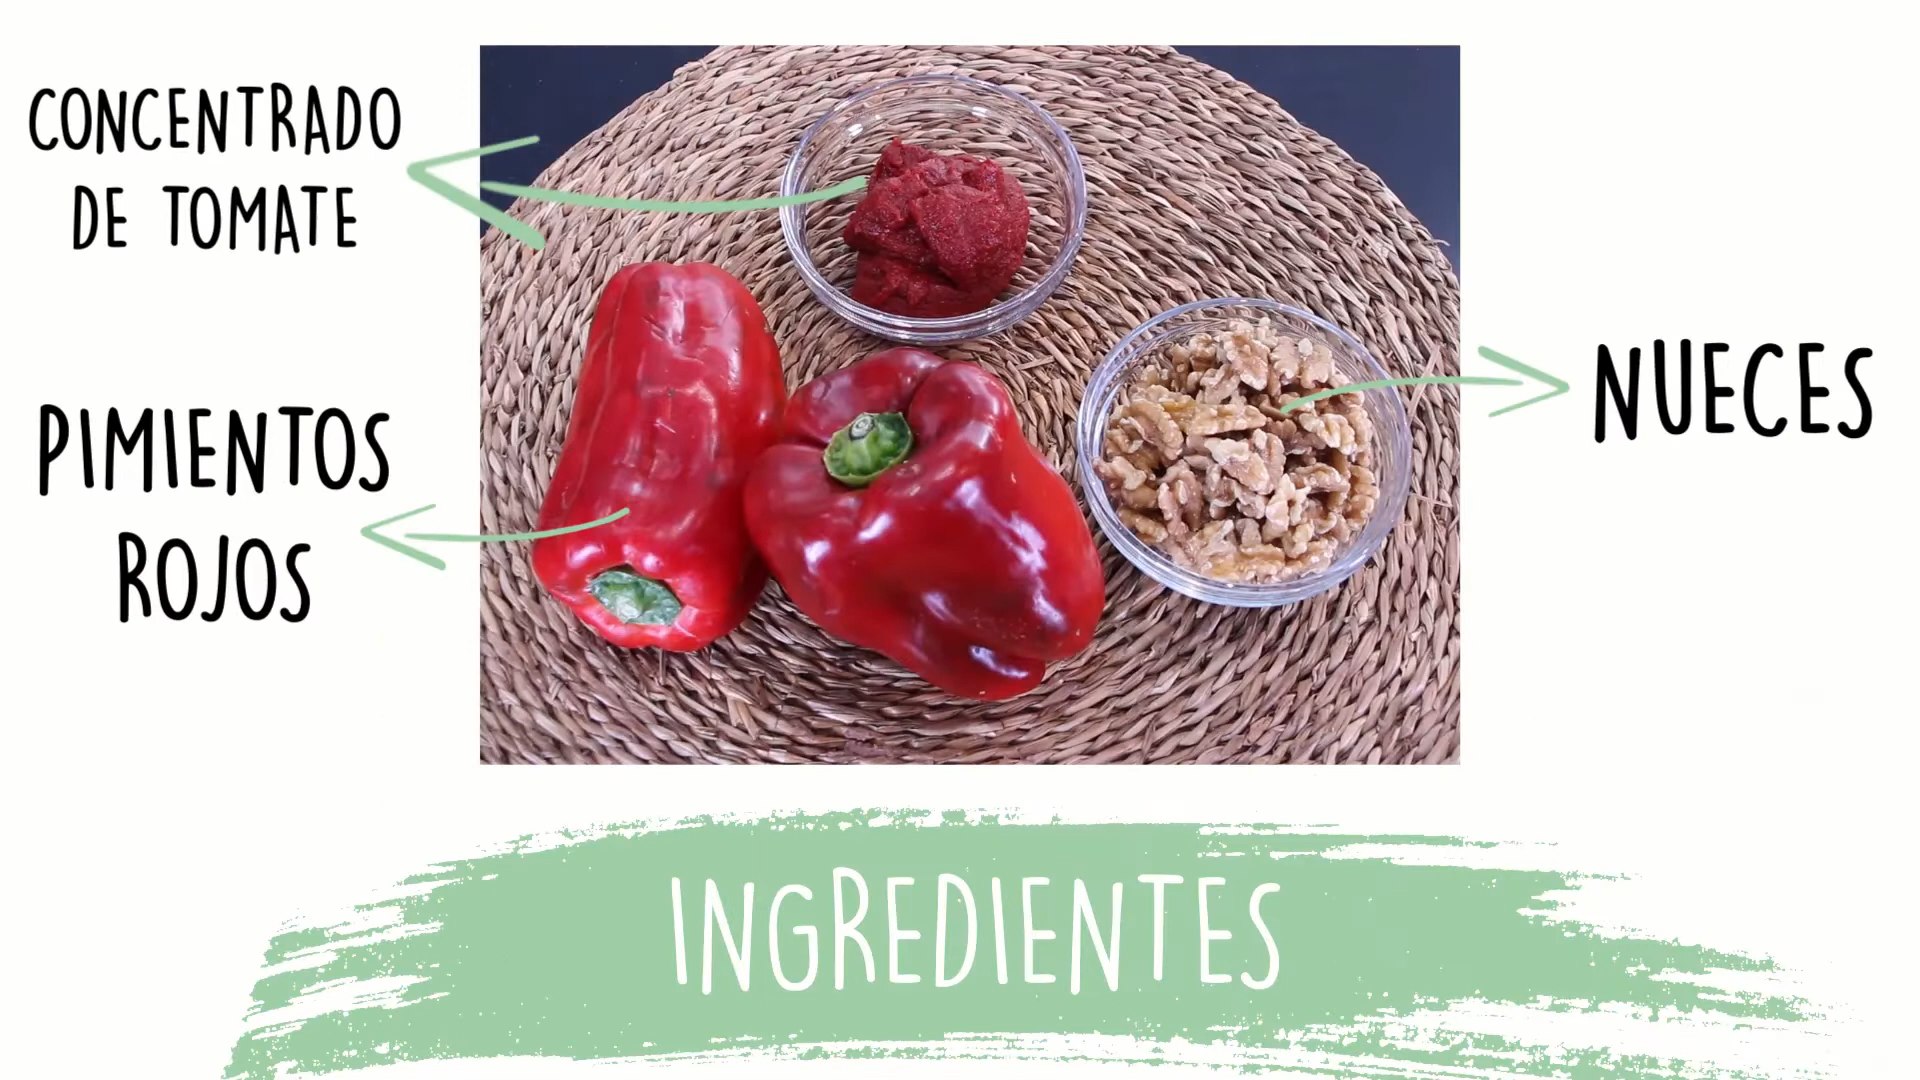 CONCENTRADO
DE TOMATE
PIMIENTOS
ROJOS
NUECES
INGREDIENTES